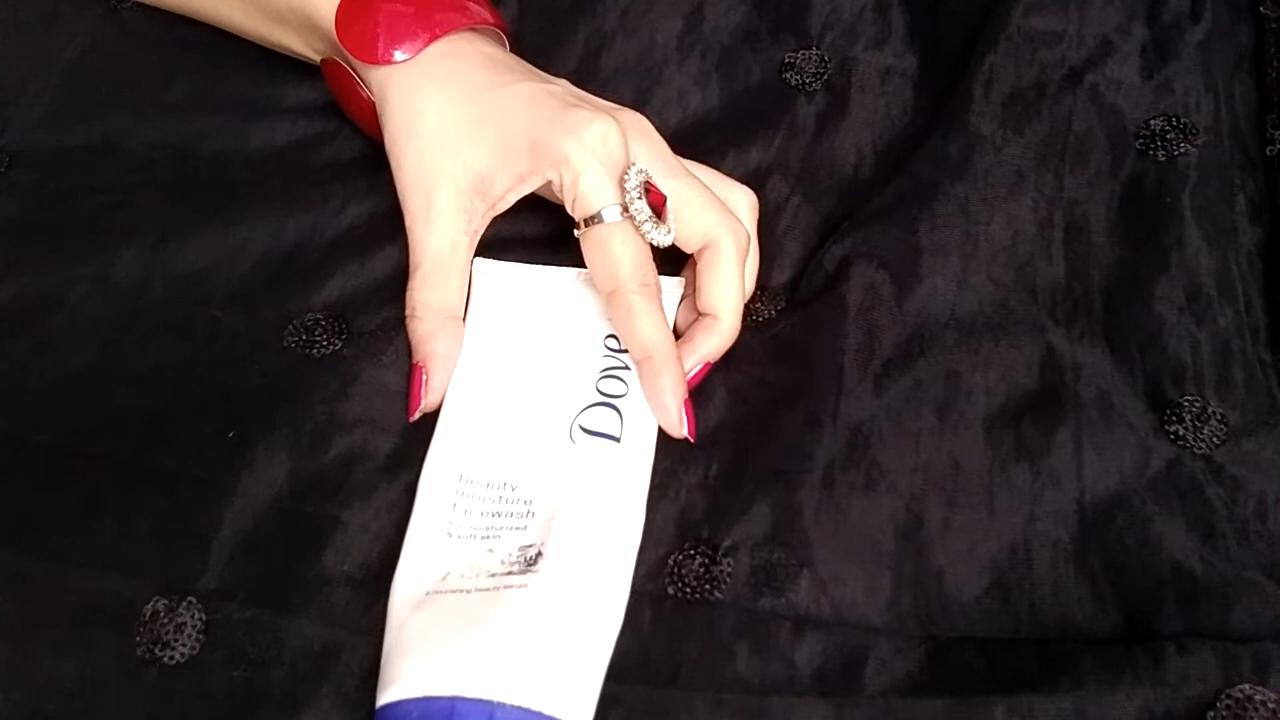 Dove
beauty
moisture
facewash
moisturized
& soft skin
nourishing beauty serum